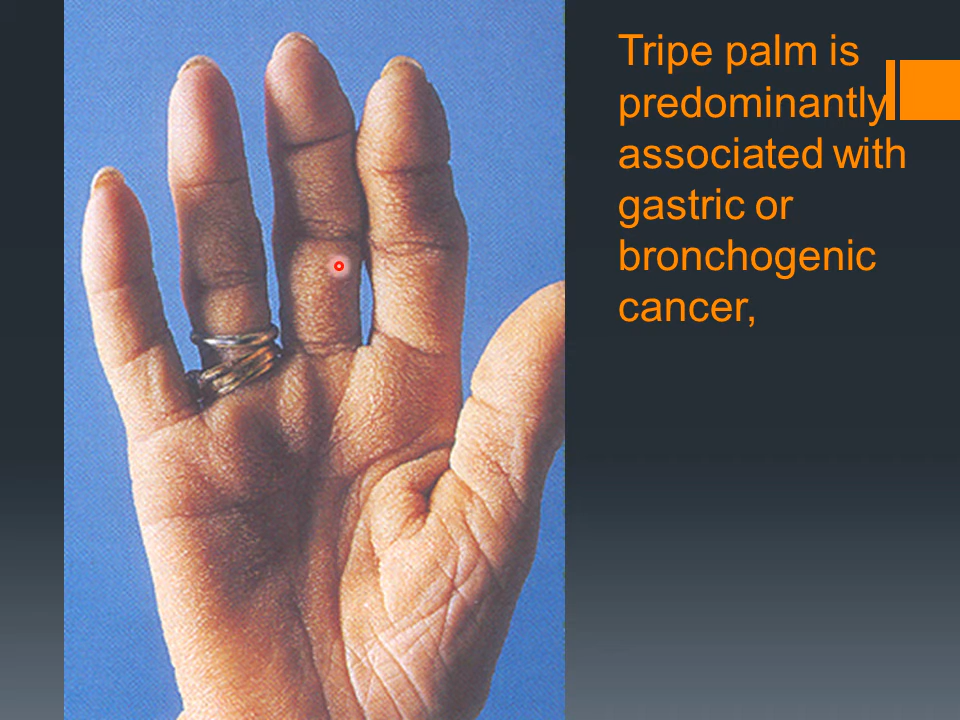 Tripe palm is
predominantly
associated with
gastric or
bronchogenic
cancer,